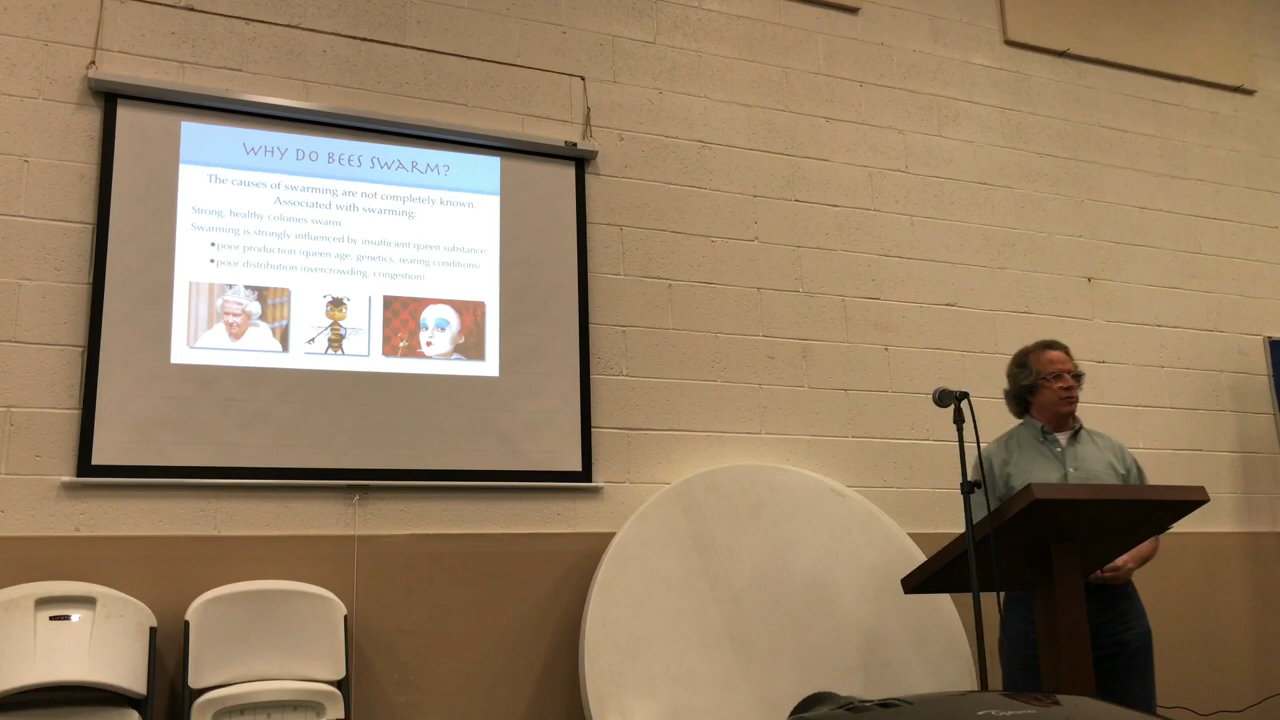 WHY DO BEES SWARM?
The causes of swarming are not completely known.
Associated with swarming:
Strong, healthy colonies swarm.
Swarming is strongly influenced by insufficient queen substance:
•poor production (queen age, genetics, rearing conditions)
•poor distribution (overcrowding, congestion)